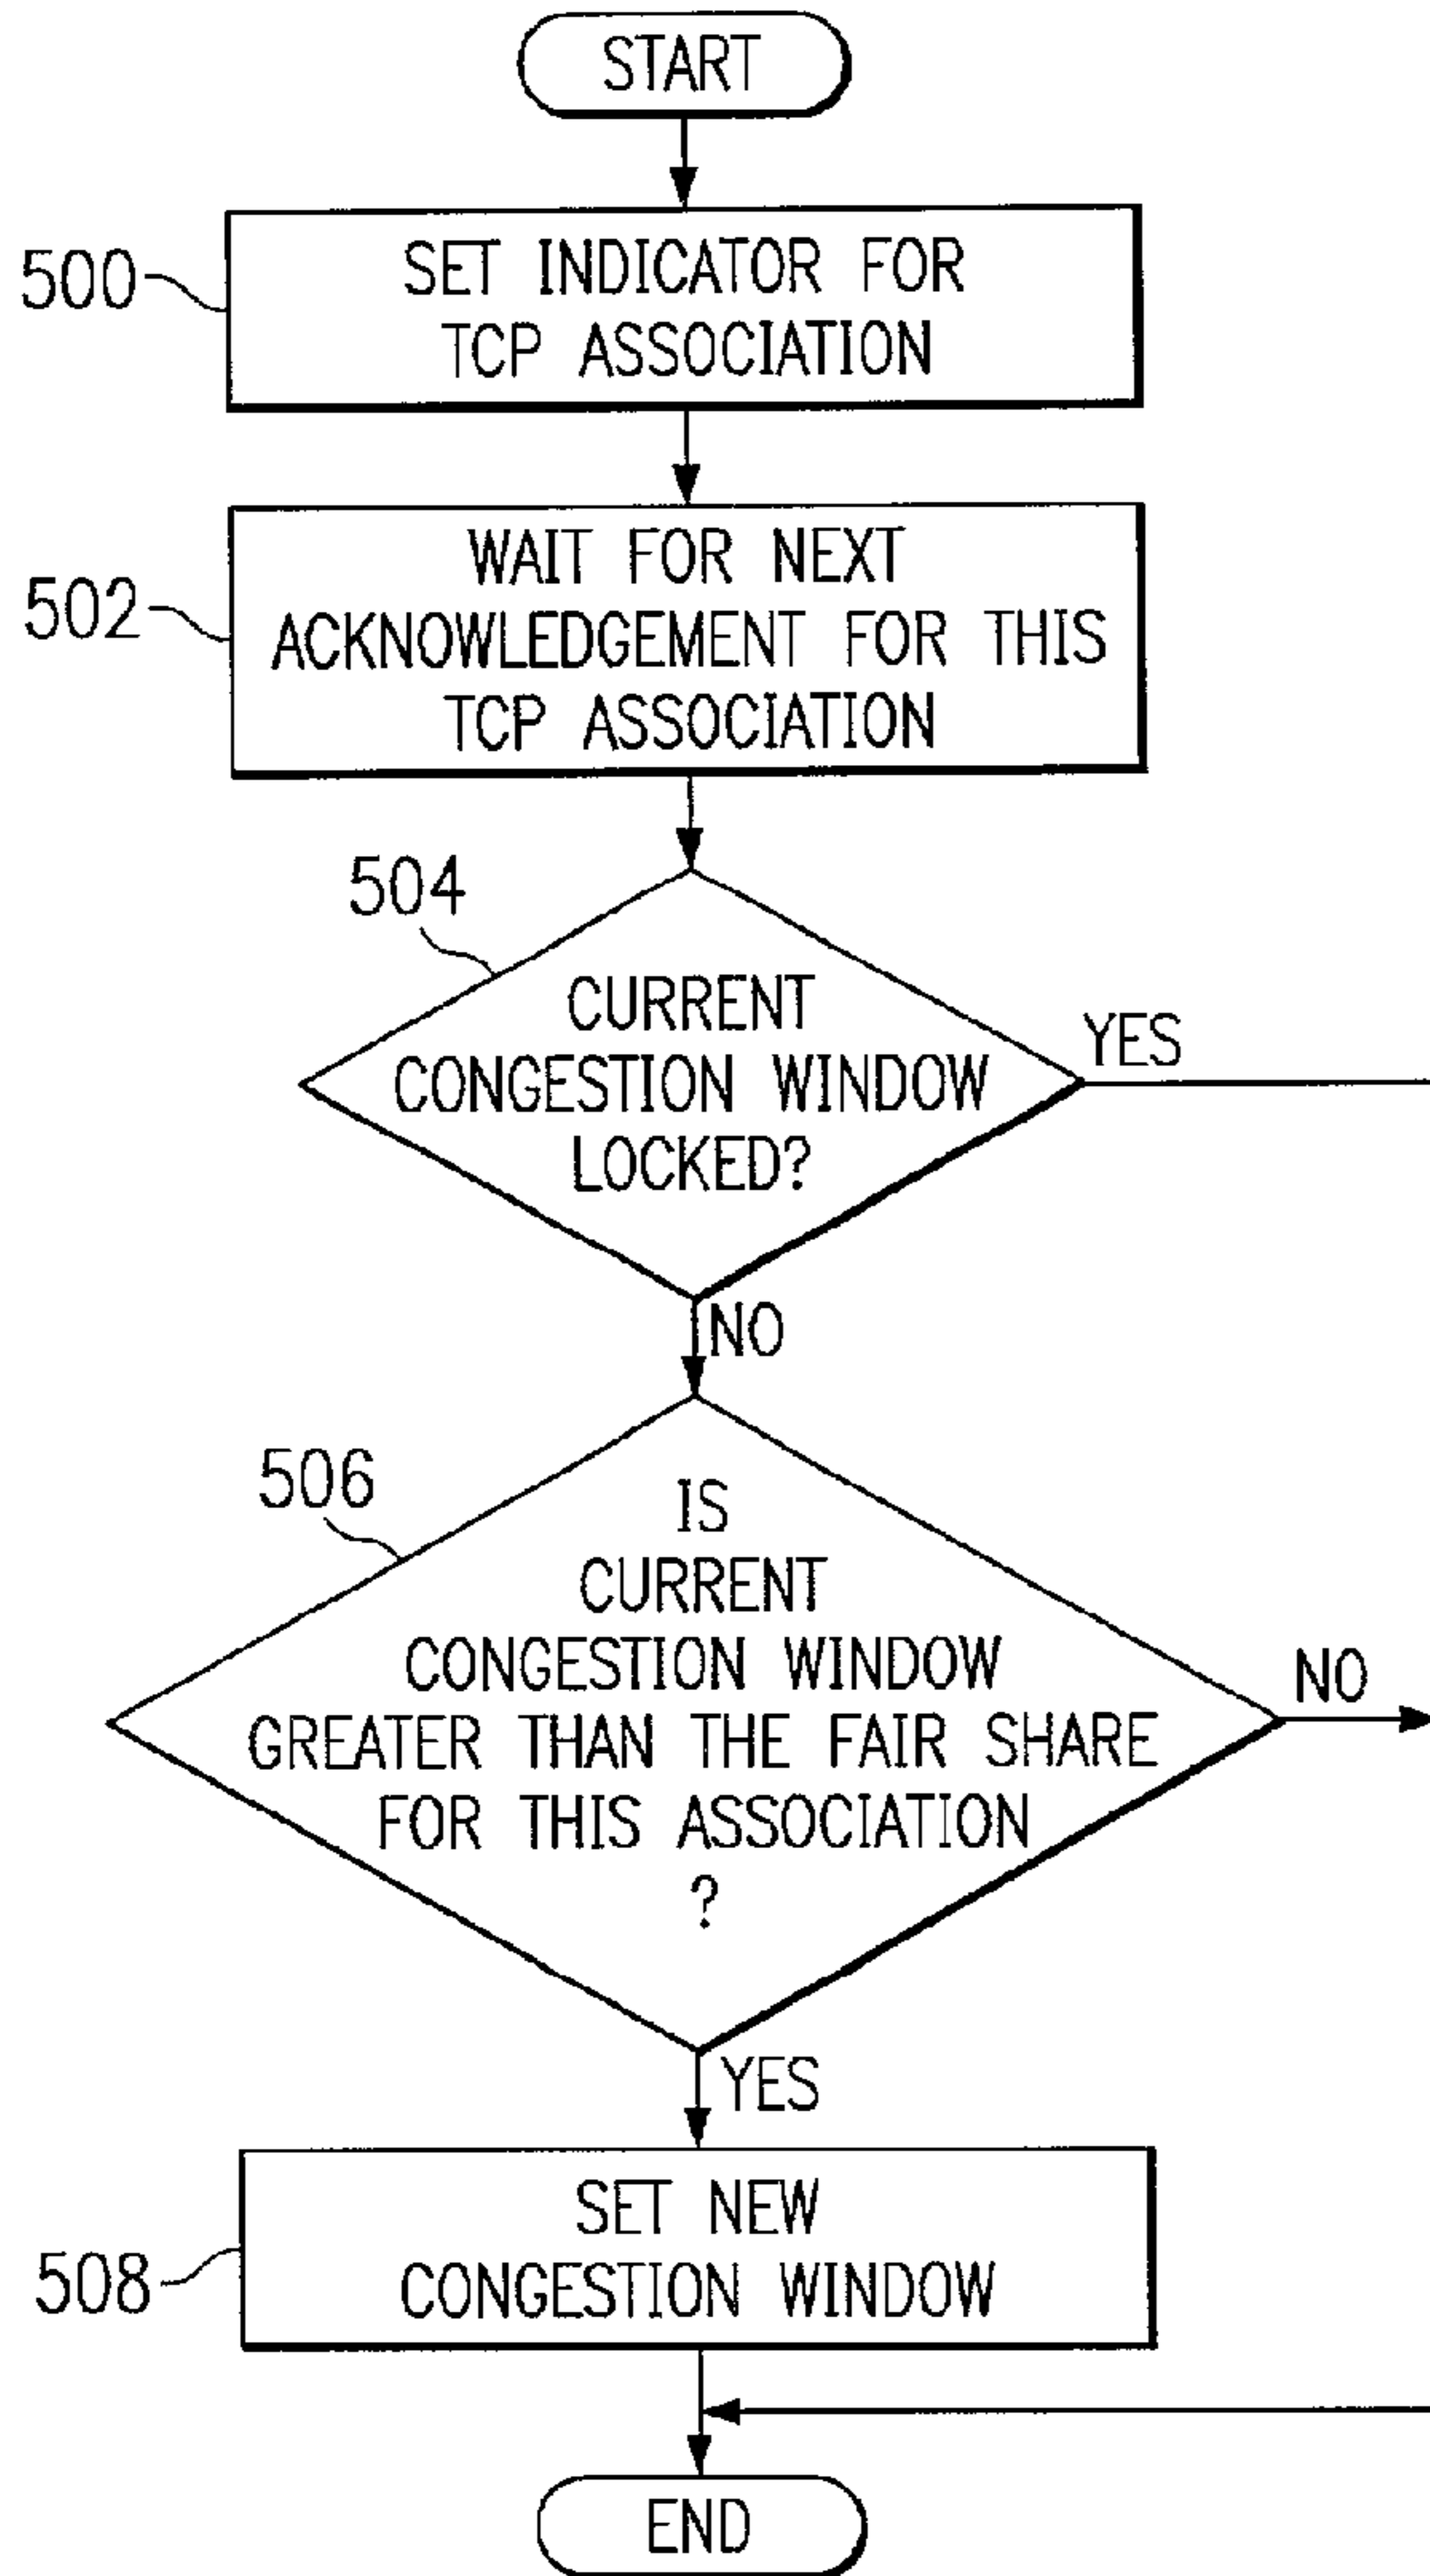 START
500
SET INDICATOR FOR
TCP ASSOCIATION
502
WAIT FOR NEXT
ACKNOWLEDGEMENT FOR THIS
TCP ASSOCIATION
504
CURRENT
CONGESTION WINDOW
LOCKED?
YES
NO
506
IS
CURRENT
CONGESTION WINDOW
GREATER THAN THE FAIR SHARE
FOR THIS ASSOCIATION
?
NO
YES
508
SET NEW
CONGESTION WINDOW
END